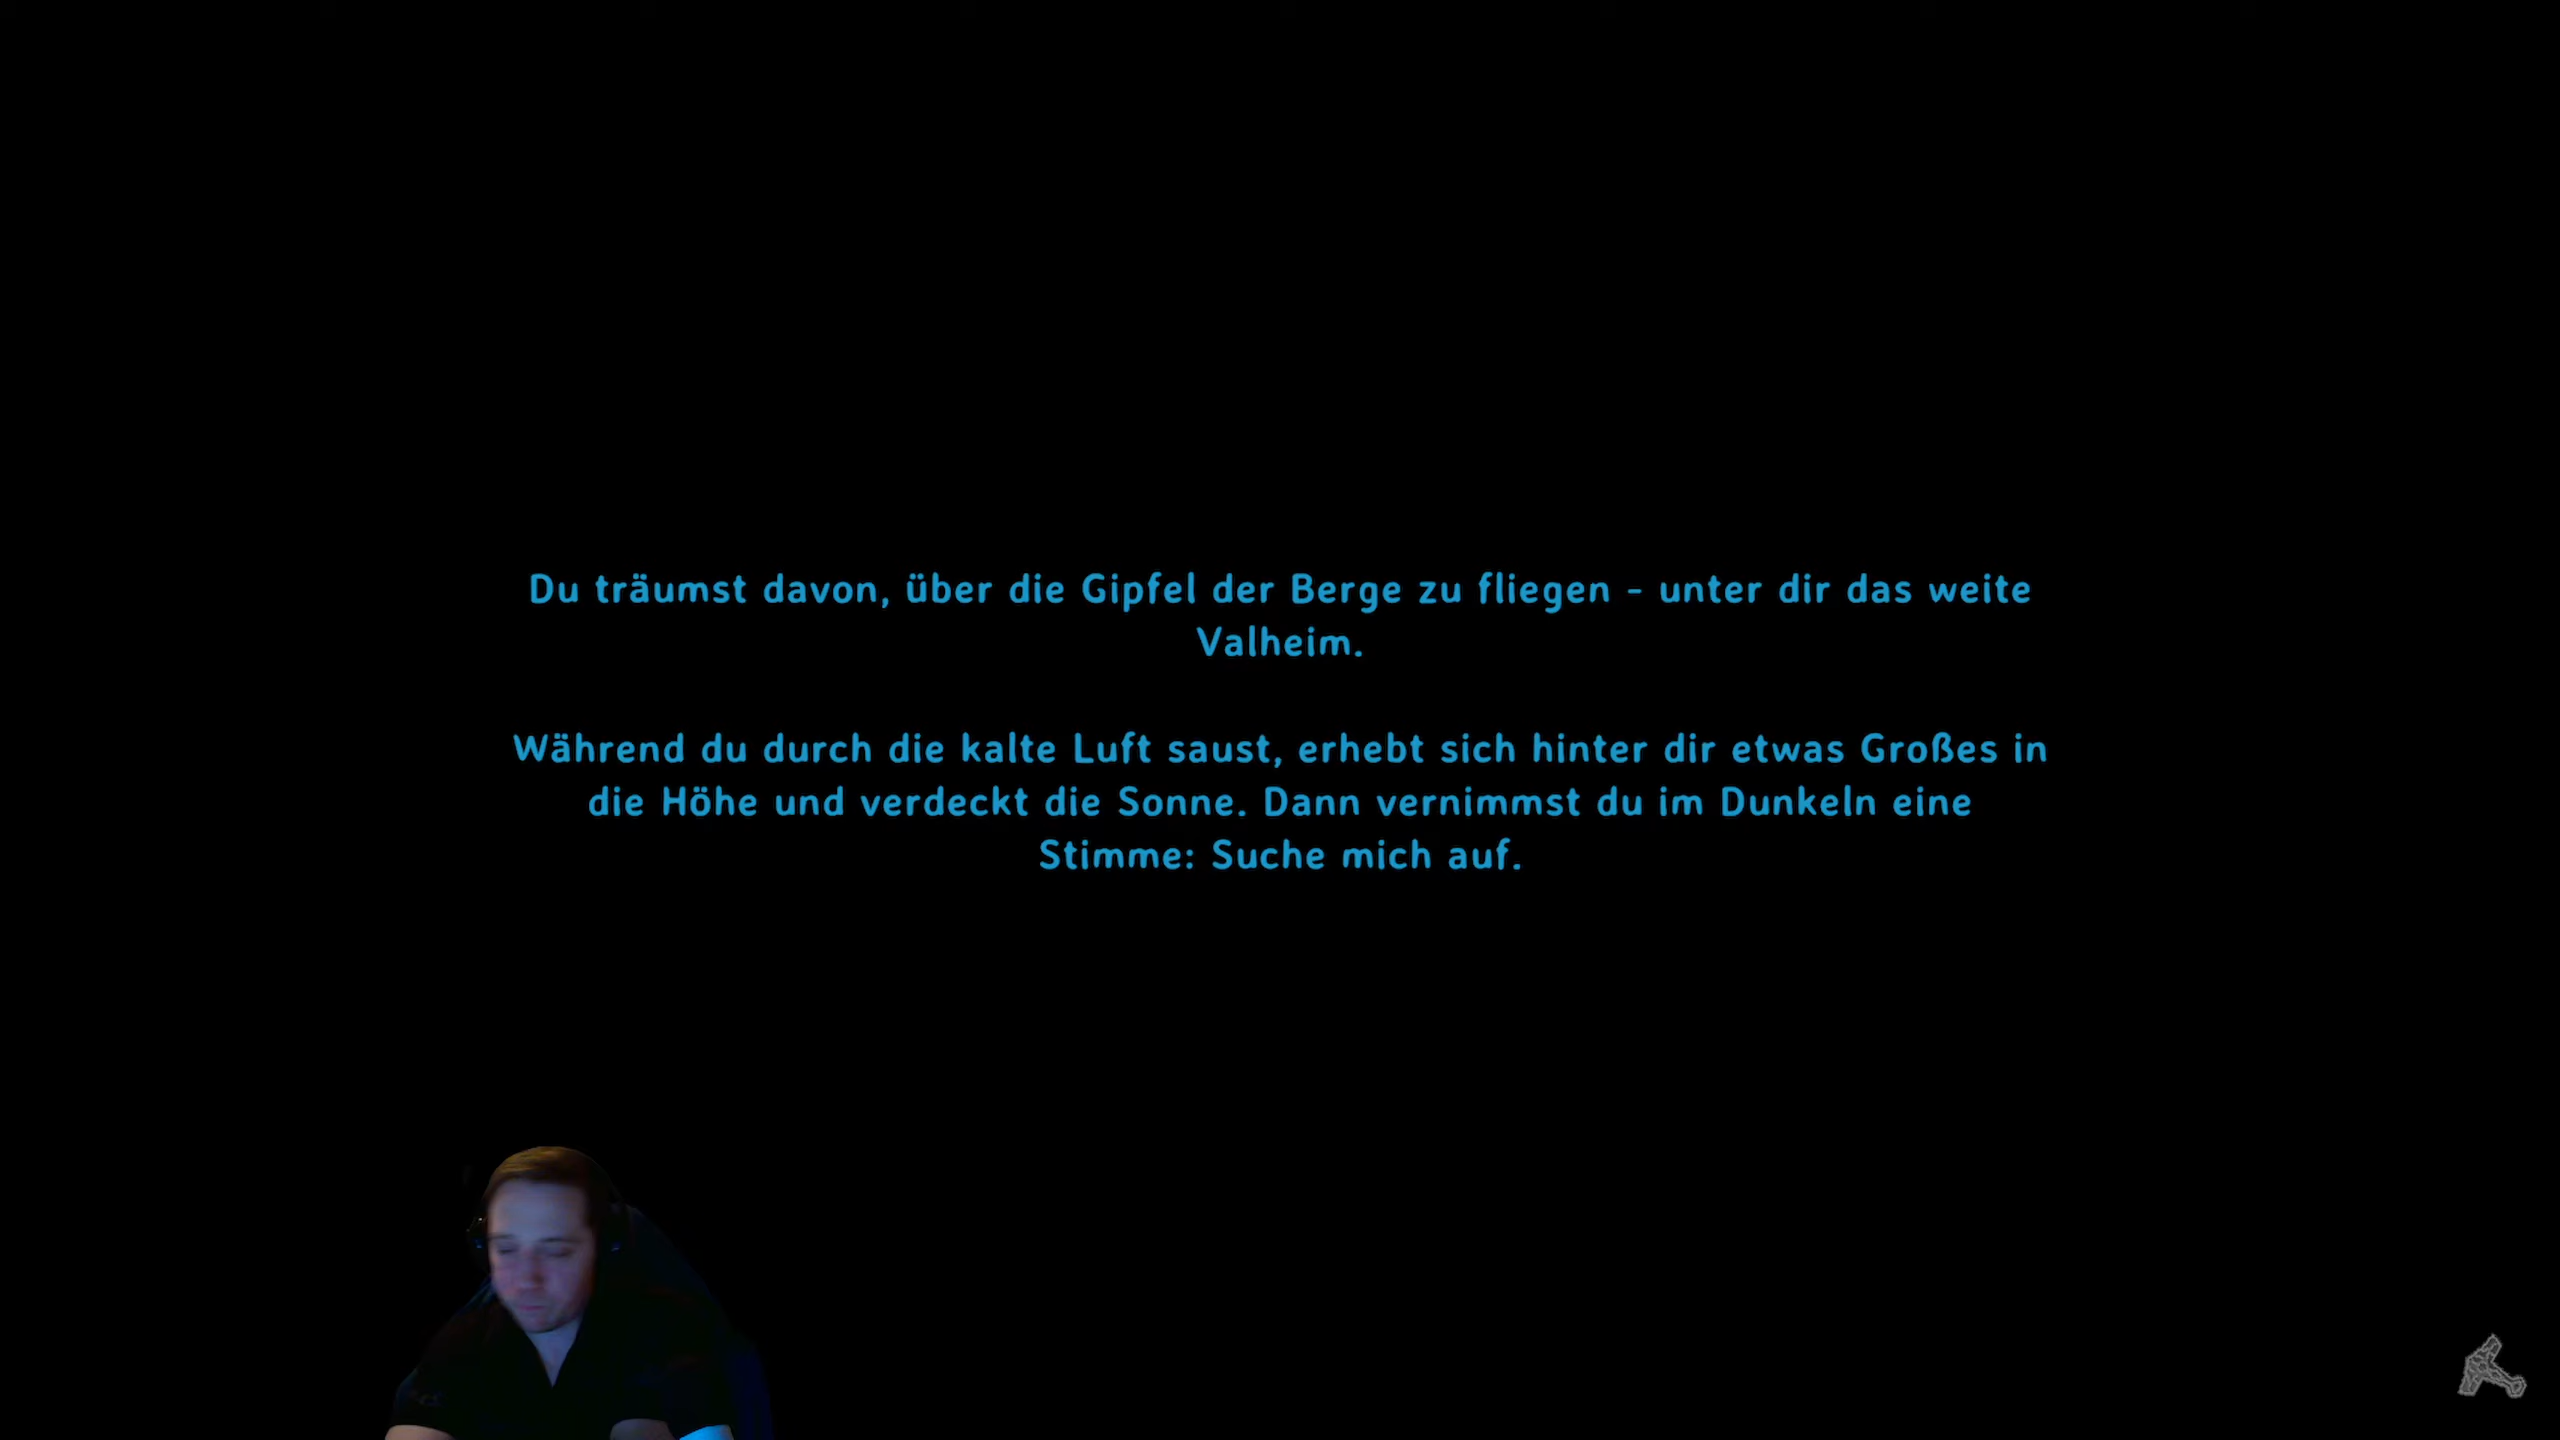 Du träumst davon, über die Gipfel der Berge zu fliegen - unter dir das weite
Valheim.
Während du durch die kalte Luft saust, erhebt sich hinter dir etwas Großes in
die Höhe und verdeckt die Sonne. Dann vernimmst du im Dunkeln eine
Stimme: Suche mich auf.